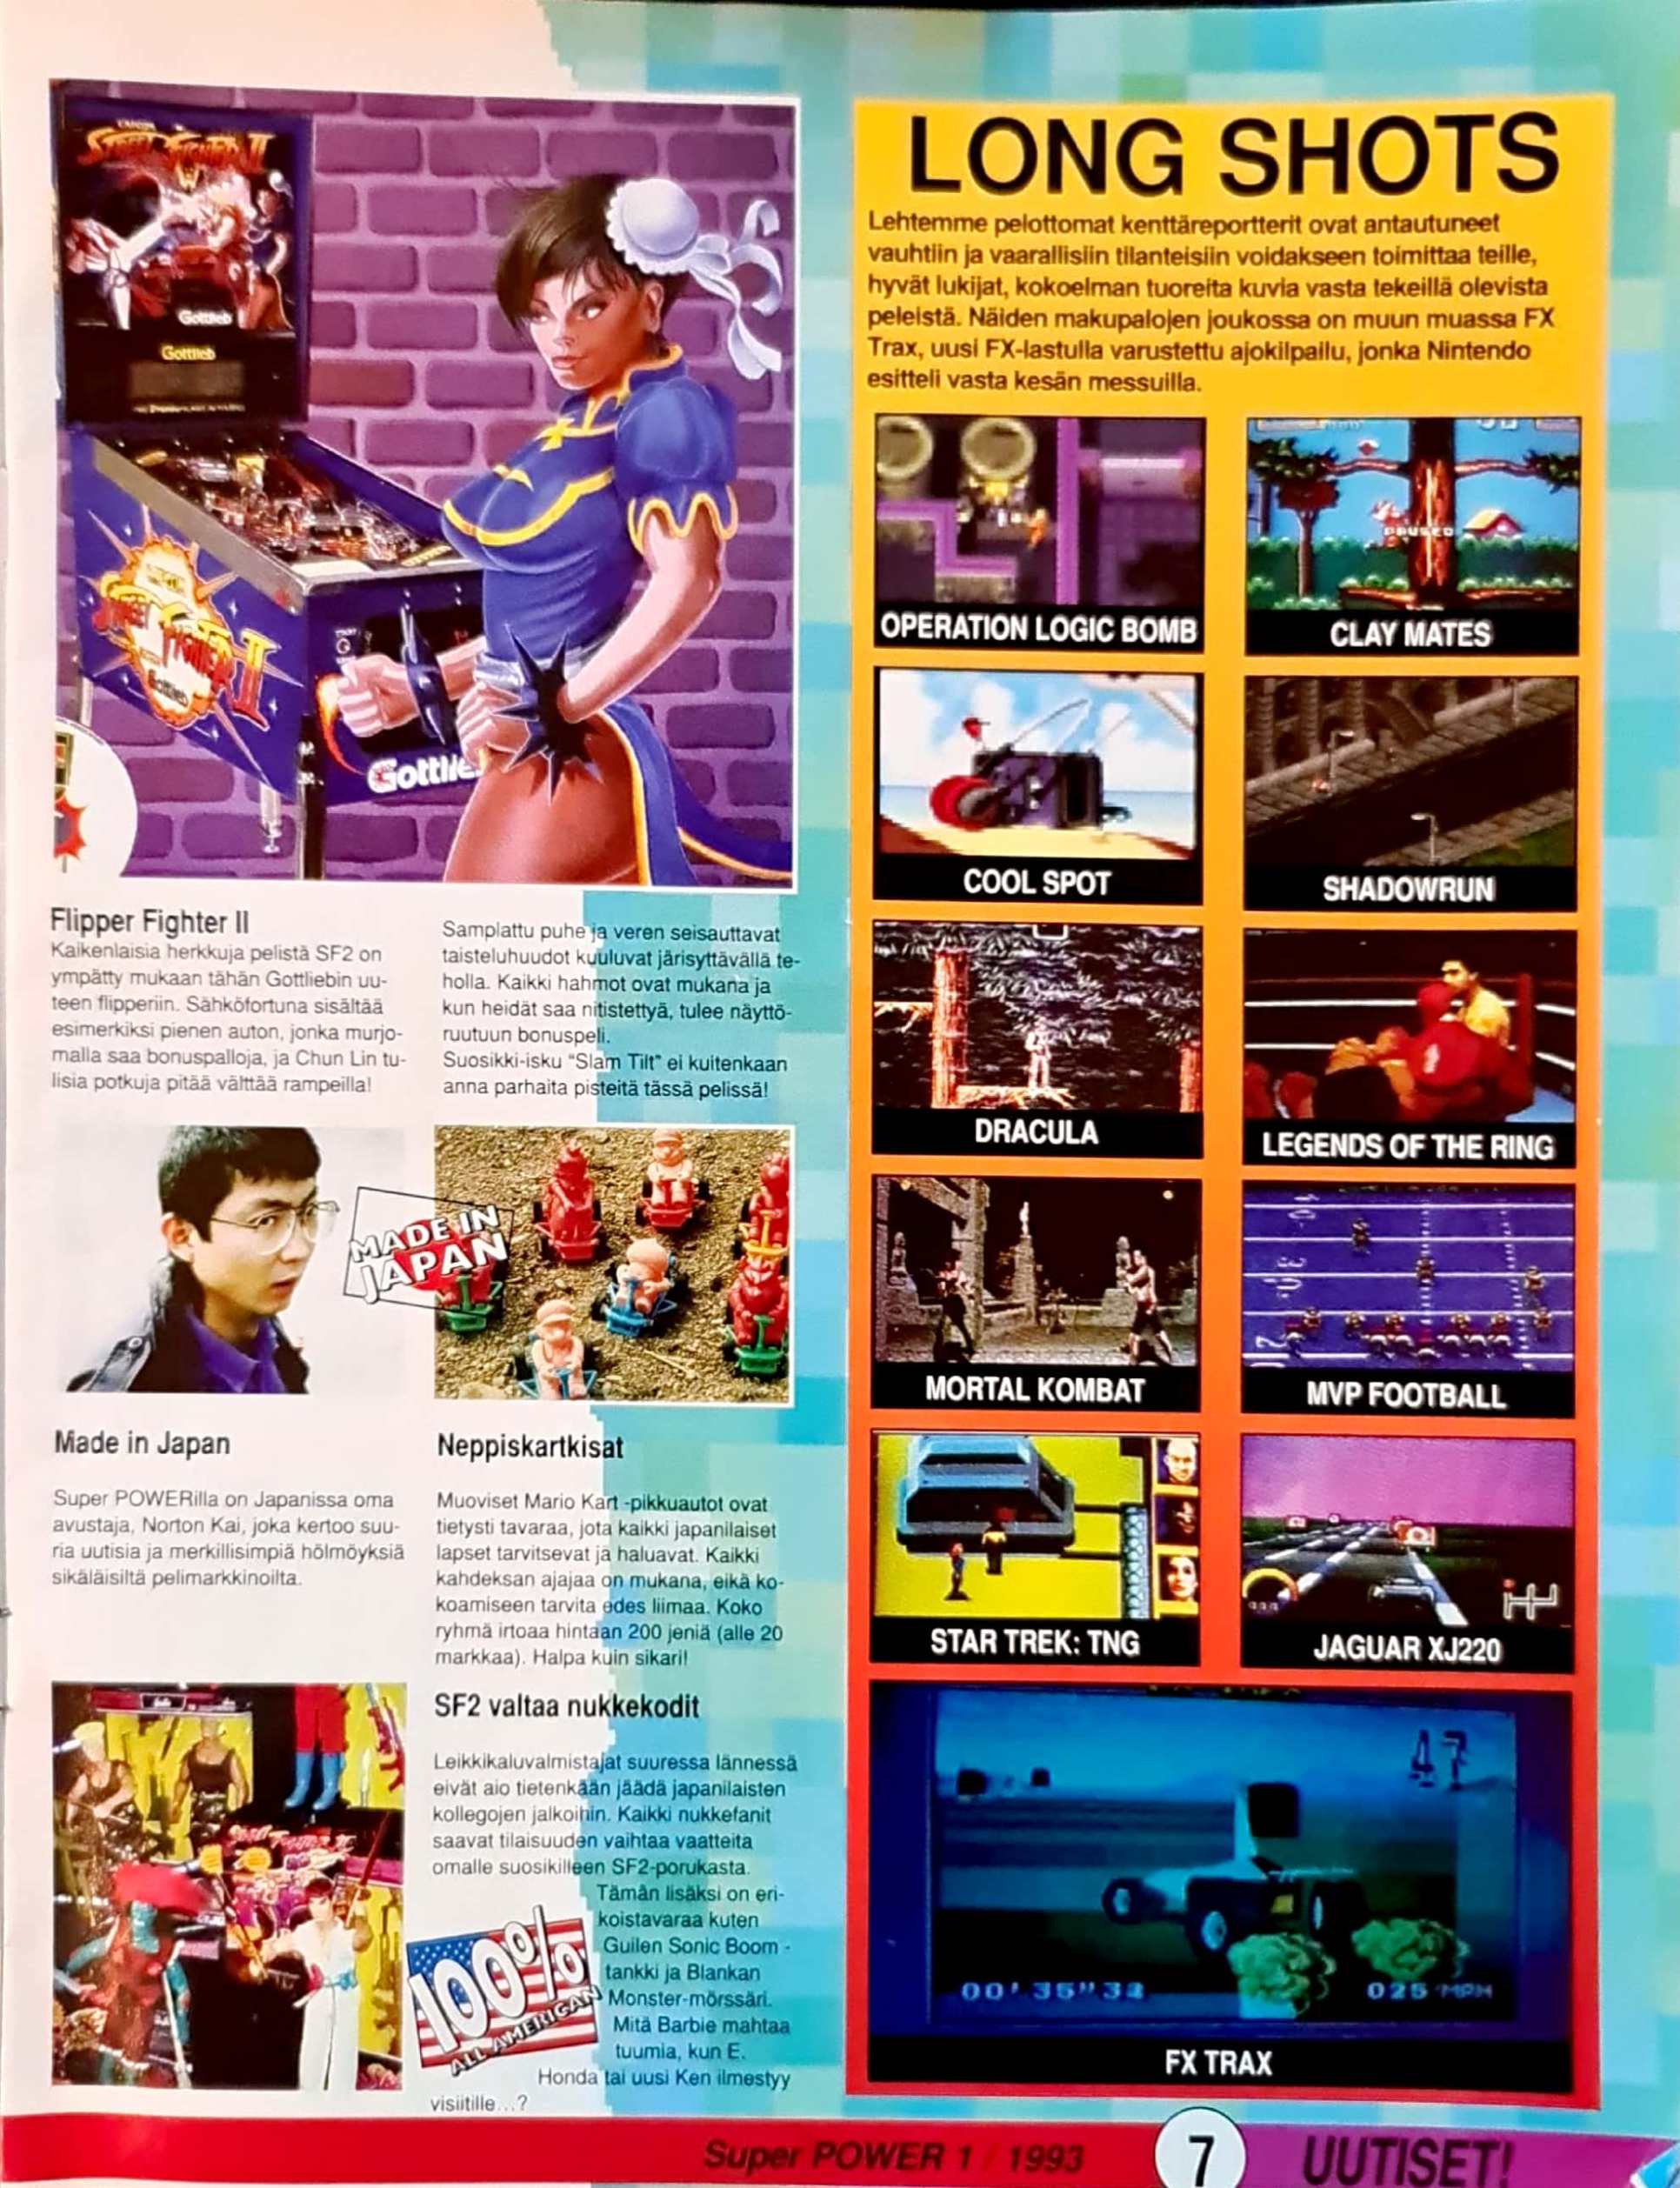 CAPCOM
STREET FIGHTER II
Gottlieb
Gottlieb
STREET FIGHTER II
Gottlieb
Gottlie
Flipper Fighter II
Kaikenlaisia herkkuja pelistä SF2 on
ympätty mukaan tähän Gottliebin uu-
teen flipperiin. Sähköfortuna sisältää
esimerkiksi pienen auton, jonka murjo-
malla saa bonuspalloja, ja Chun Lin tu-
lisia potkuja pitää välttää rampeilla!
Samplattu puhe ja veren seisauttavat
taisteluhuudot kuuluvat järisyttävällä te-
holla. Kaikki hahmot ovat mukana ja
kun heidät saa nitistettyä, tulee näyttö-
ruutuun bonuspeli.
Suosikki-isku "Slam Tilt" ei kuitenkaan
anna parhaita pisteitä tässä pelissä!
MADE IN
JAPAN
Made in Japan
Super POWERilla on Japanissa oma
avustaja, Norton Kai, joka kertoo suu-
ria uutisia ja merkillisimpiä hölmöyksiä
sikäläisiltä pelimarkkinoilta.
Neppiskartkisat
Muoviset Mario Kart -pikkuautot ovat
tietysti tavaraa, jota kaikki japanilaiset
lapset tarvitsevat ja haluavat. Kaikki
kahdeksan ajajaa on mukana, eikä ko-
koamiseen tarvita edes liimaa. Koko
ryhmä irtoaa hintaan 200 jeniä (alle 20
markkaa). Halpa kuin sikari!
SF2 valtaa nukkekodit
Leikkikaluvalmistajat suuressa lännessä
eivät aio tietenkään jäädä japanilaisten
kollegojen jalkoihin. Kaikki nukkefanit
saavat tilaisuuden vaihtaa vaatteita
omalle suosikilleen SF2-porukasta.
Tämän lisäksi on eri-
koistavaraa kuten
Guilen Sonic Boom -
tankki ja Blankan
Monster-mörssäri.
Mitä Barbie mahtaa
tuumia, kun E.
Honda tai uusi Ken ilmestyy
visiitille...?
100%
ALL AMERICAN
LONG SHOTS
Lehtemme pelottomat kenttäreportterit ovat antautuneet
vauhtiin ja vaarallisiin tilanteisiin voidakseen toimittaa teille,
hyvät lukijat, kokoelman tuoreita kuvia vasta tekeillä olevista
peleistä. Näiden makupalojen joukossa on muun muassa FX
Trax, uusi FX-lastulla varustettu ajokilpailu, jonka Nintendo
esitteli vasta kesän messuilla.
OPERATION LOGIC BOMB
PAUSED
CLAY MATES
COOL SPOT
SHADOWRUN
DRACULA
LEGENDS OF THE RING
MORTAL KOMBAT
MVP FOOTBALL
STAR TREK: TNG
JAGUAR XJ220
47
00'35"33
025 MPH
FX TRAX
Super POWER 1 / 1993
7
UUTISET!